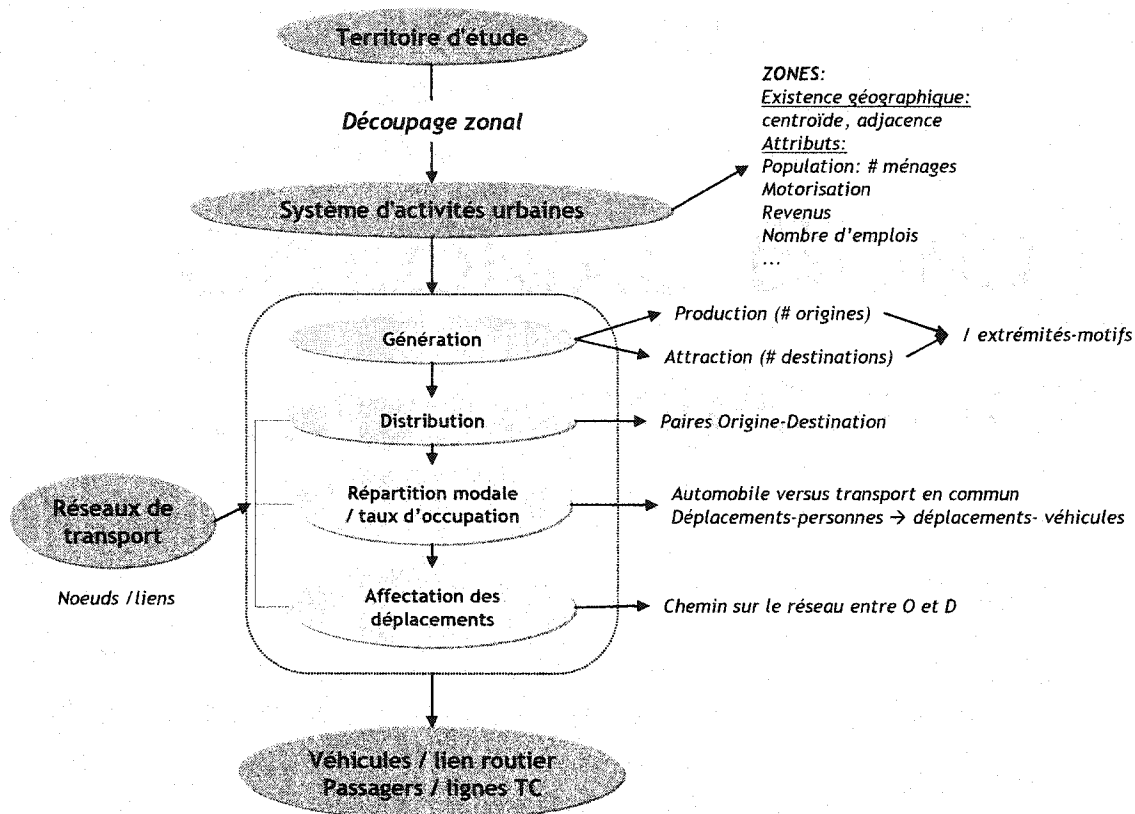 Territoire d'étude
Découpage zonal
ZONES:
Existence géographique:
centroïde, adjacence
Attributs:
Population: # ménages
Motorisation
Revenus
Nombre d'emplois
...
Système d'activités urbaines
Génération
Production (# origines)
Attraction (# destinations)
/ extrémités-motifs
Distribution
Paires Origine-Destination
Réseaux de
transport
Noeuds /liens
Répartition modale
/ taux d'occupation
Automobile versus transport en commun
Déplacements-personnes → déplacements- véhicules
Affectation des
déplacements
Chemin sur le réseau entre O et D
Véhicules / lien routier
Passagers / lignes TC